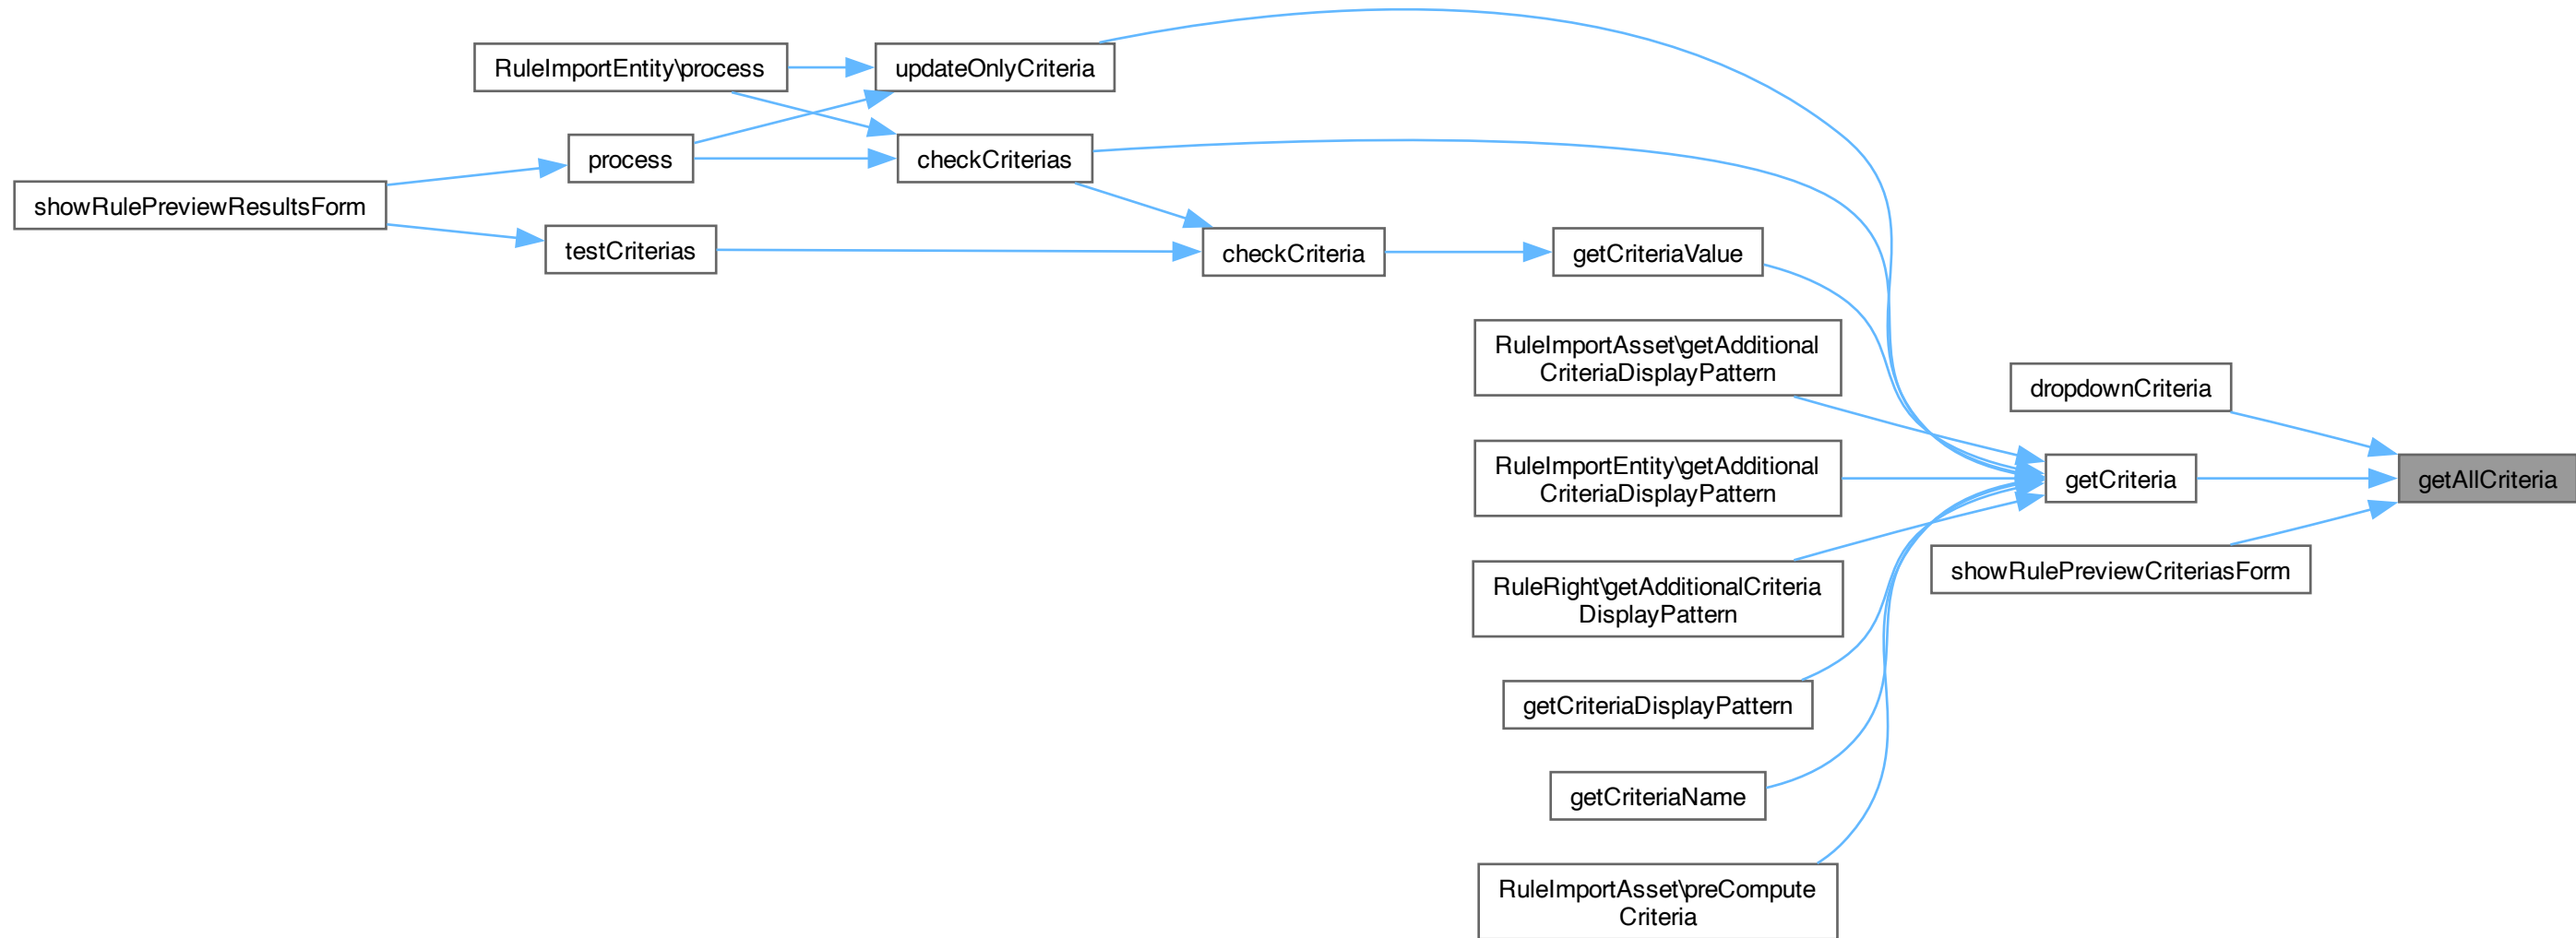 RuleImportEntity\process
updateOnlyCriteria
process
checkCriterias
showRulePreviewResultsForm
testCriterias
checkCriteria
getCriteriaValue
RuleImportAsset\getAdditional
CriteriaDisplayPattern
dropdownCriteria
RuleImportEntity\getAdditional
CriteriaDisplayPattern
getCriteria
getAllCriteria
RuleRight\getAdditionalCriteria
DisplayPattern
showRulePreviewCriteriasForm
getCriteriaDisplayPattern
getCriteriaName
RuleImportAsset\preCompute
Criteria